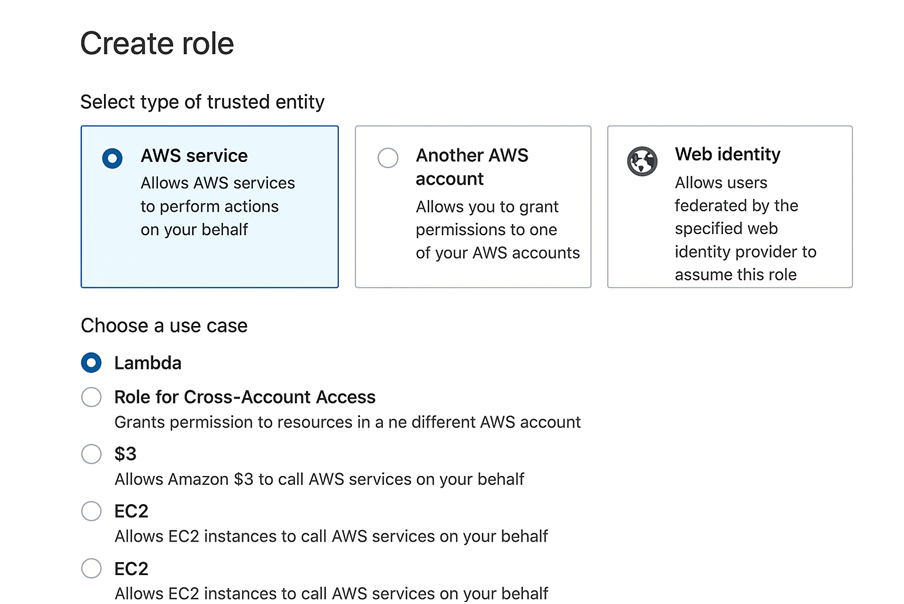 Create role
Select type of trusted entity
AWS service
Allows AWS services
to perform actions
on your behalf
Another AWS
account
Allows you to grant
permissions to one
of your AWS accounts
Web identity
Allows users
federated by the
specified web
identity provider to
assume this role
Choose a use case
Lambda
Role for Cross-Account Access
Grants permission to resources in a ne different AWS account
$3
Allows Amazon $3 to call AWS services on your behalf
EC2
Allows EC2 instances to call AWS services on your behalf
EC2
Allows EC2 instances to call AWS services on your behalf